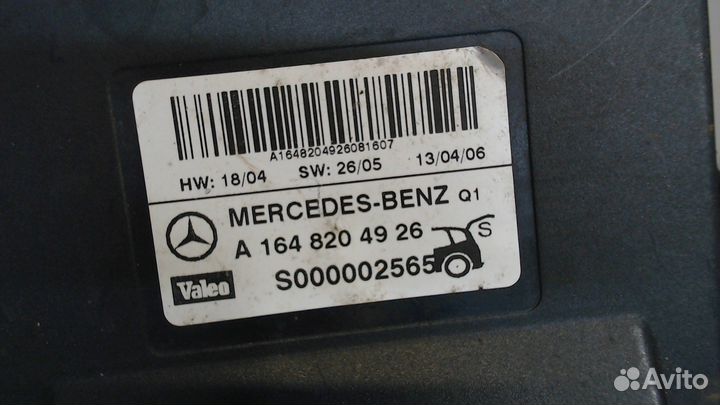 A1648204926081607
HW: 18/04 SW: 26/05 13/04/06
MERCEDES-BENZ Q1
A 164 820 49 26
S
Valeo S000002565
Avito